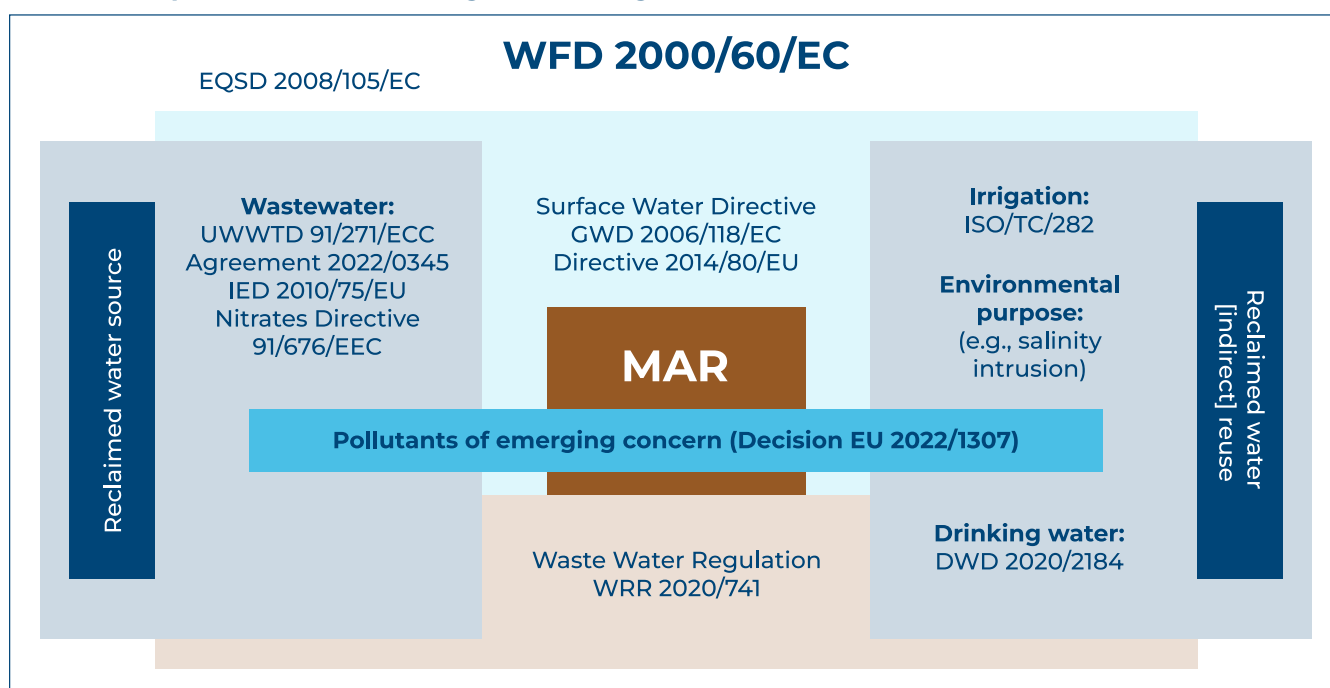 WFD 2000/60/EC
EQSD 2008/105/EC
Reclaimed water source
Wastewater:
UWWTD 91/271/ECC
Agreement 2022/0345
IED 2010/75/EU
Nitrates Directive
91/676/EEC
Surface Water Directive
GWD 2006/118/EC
Directive 2014/80/EU
MAR
Pollutants of emerging concern (Decision EU 2022/1307)
Waste Water Regulation
WRR 2020/741
Irrigation:
ISO/TC/282
Environmental
purpose:
(e.g., salinity
intrusion)
Drinking water:
DWD 2020/2184
Reclaimed water
[indirect] reuse